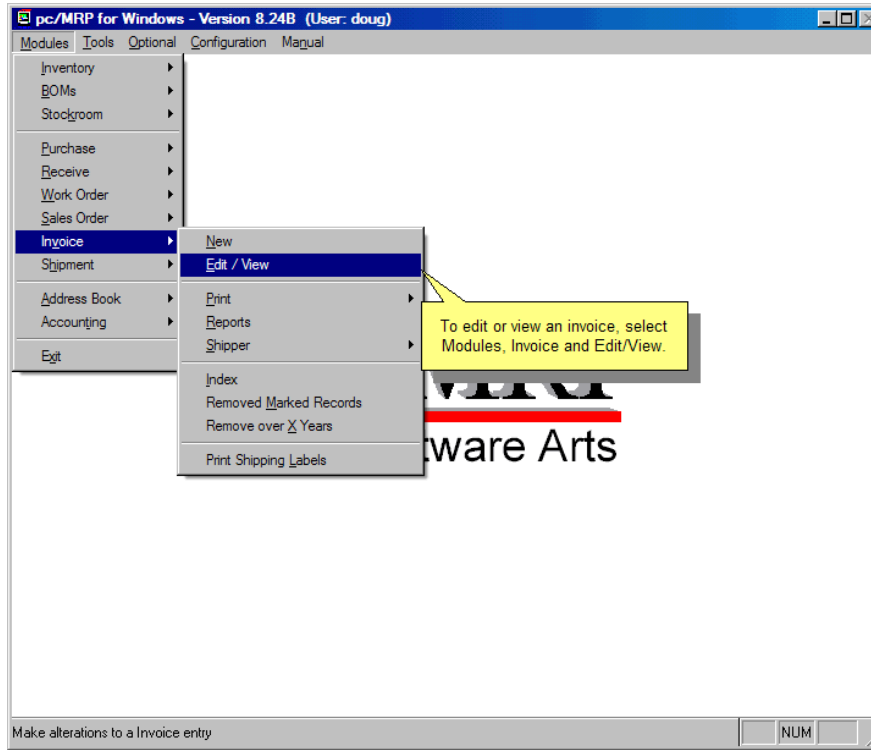 pc/MRP for Windows - Version 8.24B (User: doug)
Modules Tools Optional Configuration Manual
Inventory
BOMs
Stockroom
Purchase
Receive
Work Order
Sales Order
Invoice
Shipment
Address Book
Accounting
Exit
New
Edit / View
Print
Reports
Shipper
Index
Removed Marked Records
Remove over X Years
Print Shipping Labels
To edit or view an invoice, select
Modules, Invoice and Edit/View.
MRP
tware Arts
Make alterations to a Invoice entry
NUM